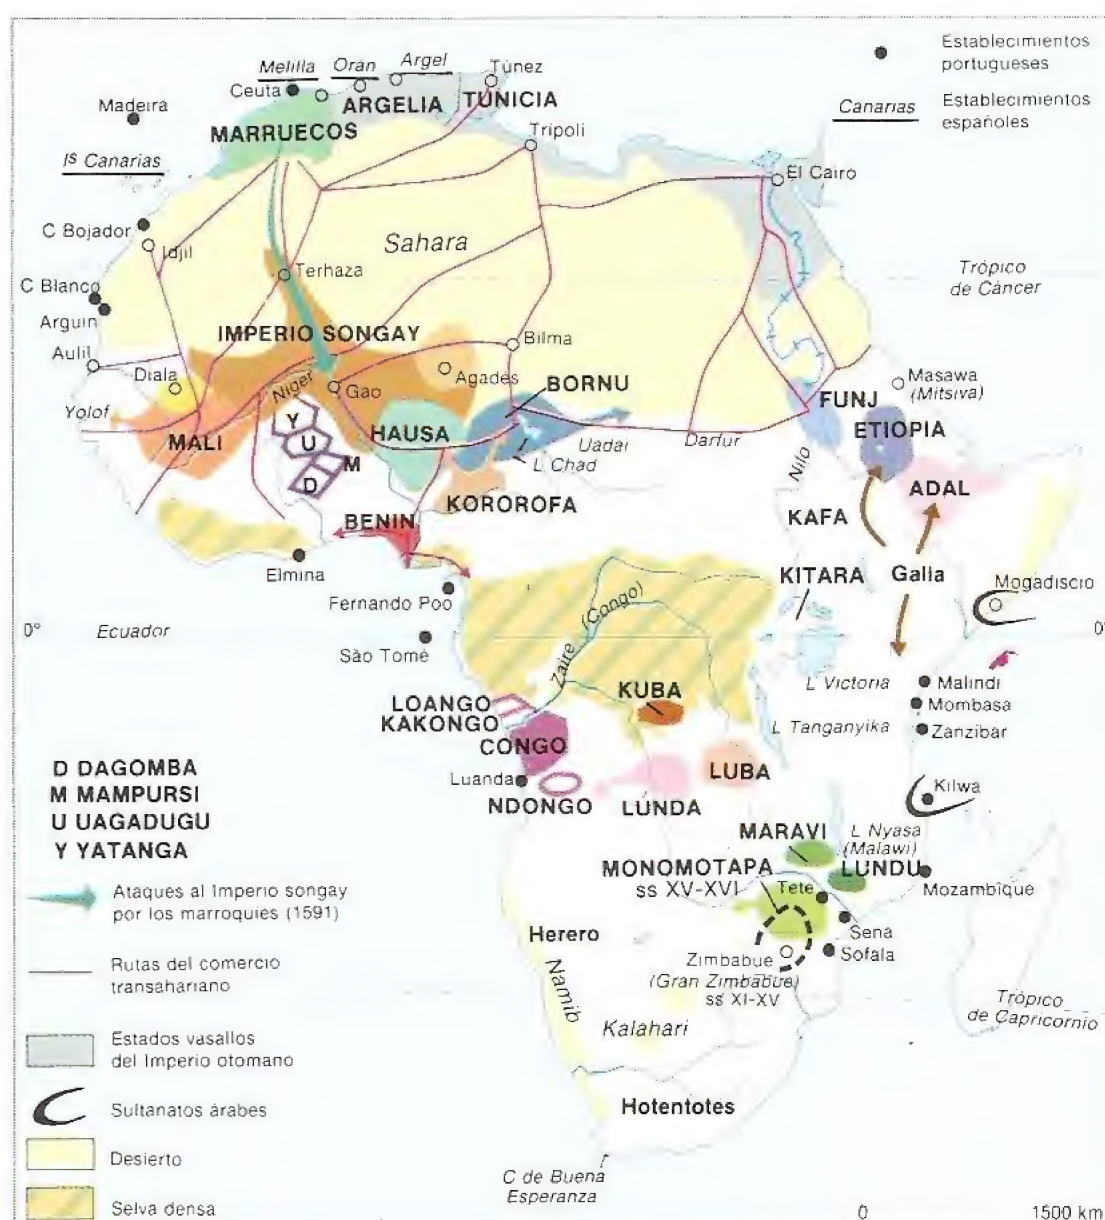 Establecimientos
portugueses
Canarias
Establecimientos
españoles
Melilla
Orán
Argel
Túnez
Ceuta
Madeira
ARGELIA
TUNICIA
MARRUECOS
Trípoli
Iˢ Canarias
El Cairo
C Bojador
Idjil
Sahara
Terhaza
Trópico
de Cáncer
C Blanco
Arguin
IMPERIO SONGAY
Aulil
Bilma
Diala
Níger
Gao
Agadés
BORNU
Masawa
(Mitsiva)
Yolof
FUNJ
Y
U
M
D
MALI
HAUSA
Uadai
Darfur
ETIOPIA
L Chad
Nilo
ADAL
KOROROFA
BENIN
KAFA
Elmina
KITARA
Galla
Mogadiscio
Fernando Poo
(Congo)
0°
Ecuador
0°
São Tomé
Zaire
LOANGO
KAKONGO
KUBA
L Victoria
Malindi
Mombasa
CONGO
L Tanganyika
Zanzíbar
D DAGOMBA
M MAMPURSI
U UAGADUGU
Y YATANGA
Luanda
LUBA
NDONGO
LUNDA
Kilwa
MARAVI
L Nyasa
(Malawi)
MONOMOTAPA
ss XV-XVI
LUNDU
Tete
Mozambique
Ataques al Imperio songay
por los marroquíes (1591)
Sena
Herero
Zimbabue
Sofala
(Gran Zimbabue)
ss XI-XV
Rutas del comercio
transahariano
Namib
Kalahari
Trópico
de Capricornio
Estados vasallos
del Imperio otomano
Hotentotes
Sultanatos árabes
Desierto
C de Buena
Esperanza
Selva densa
0
1500 km